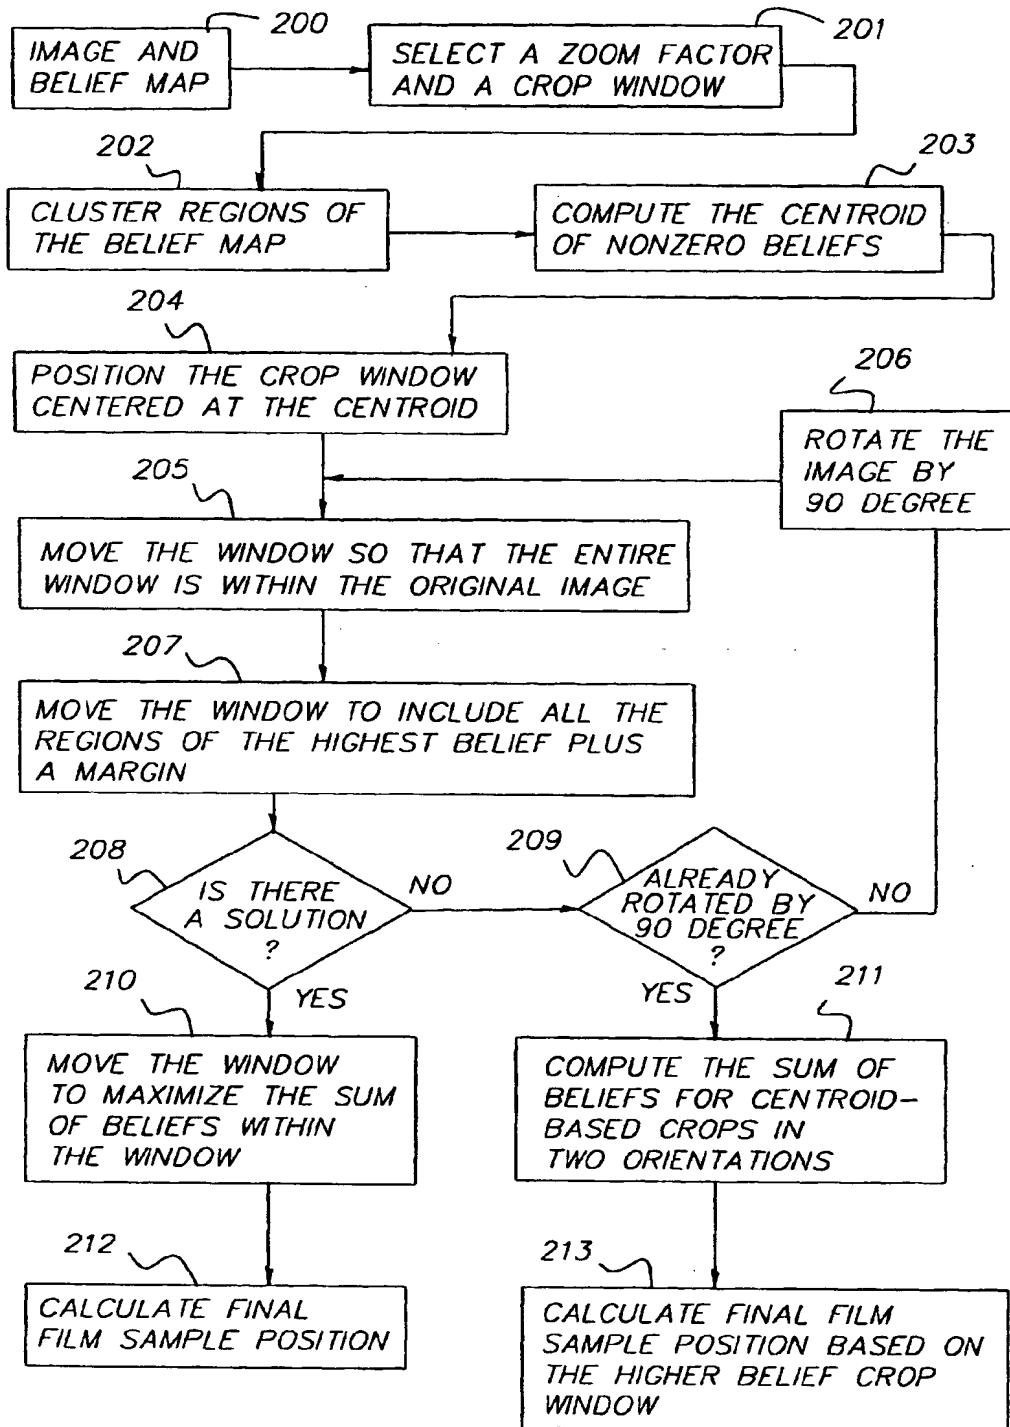 200
IMAGE AND
BELIEF MAP
201
SELECT A ZOOM FACTOR
AND A CROP WINDOW
202
CLUSTER REGIONS OF
THE BELIEF MAP
203
COMPUTE THE CENTROID
OF NONZERO BELIEFS
204
POSITION THE CROP WINDOW
CENTERED AT THE CENTROID
206
ROTATE THE
IMAGE BY
90 DEGREE
205
MOVE THE WINDOW SO THAT THE ENTIRE
WINDOW IS WITHIN THE ORIGINAL IMAGE
207
MOVE THE WINDOW TO INCLUDE ALL THE
REGIONS OF THE HIGHEST BELIEF PLUS
A MARGIN
208
IS THERE
A SOLUTION
?
NO
209
ALREADY
ROTATED BY
90 DEGREE
?
NO
YES
YES
210
MOVE THE WINDOW
TO MAXIMIZE THE SUM
OF BELIEFS WITHIN
THE WINDOW
211
COMPUTE THE SUM OF
BELIEFS FOR CENTROID-
BASED CROPS IN
TWO ORIENTATIONS
212
CALCULATE FINAL
FILM SAMPLE POSITION
213
CALCULATE FINAL FILM
SAMPLE POSITION BASED ON
THE HIGHER BELIEF CROP
WINDOW